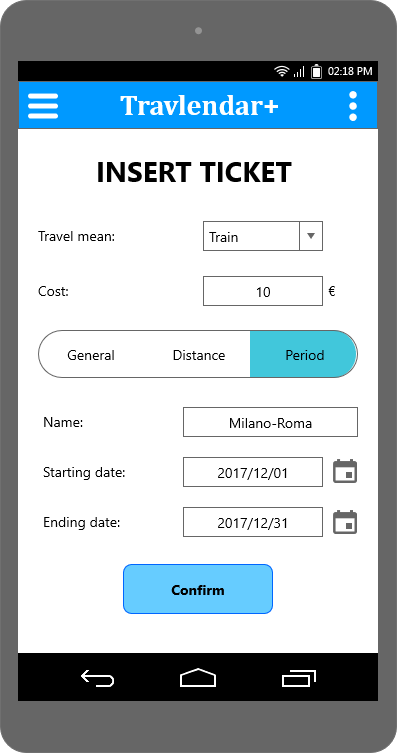 02:18 PM
Travlendar+
INSERT TICKET
Travel mean: Train
Cost: 10 €
General Distance Period
Name: Milano-Roma
Starting date: 2017/12/01
Ending date: 2017/12/31
Confirm